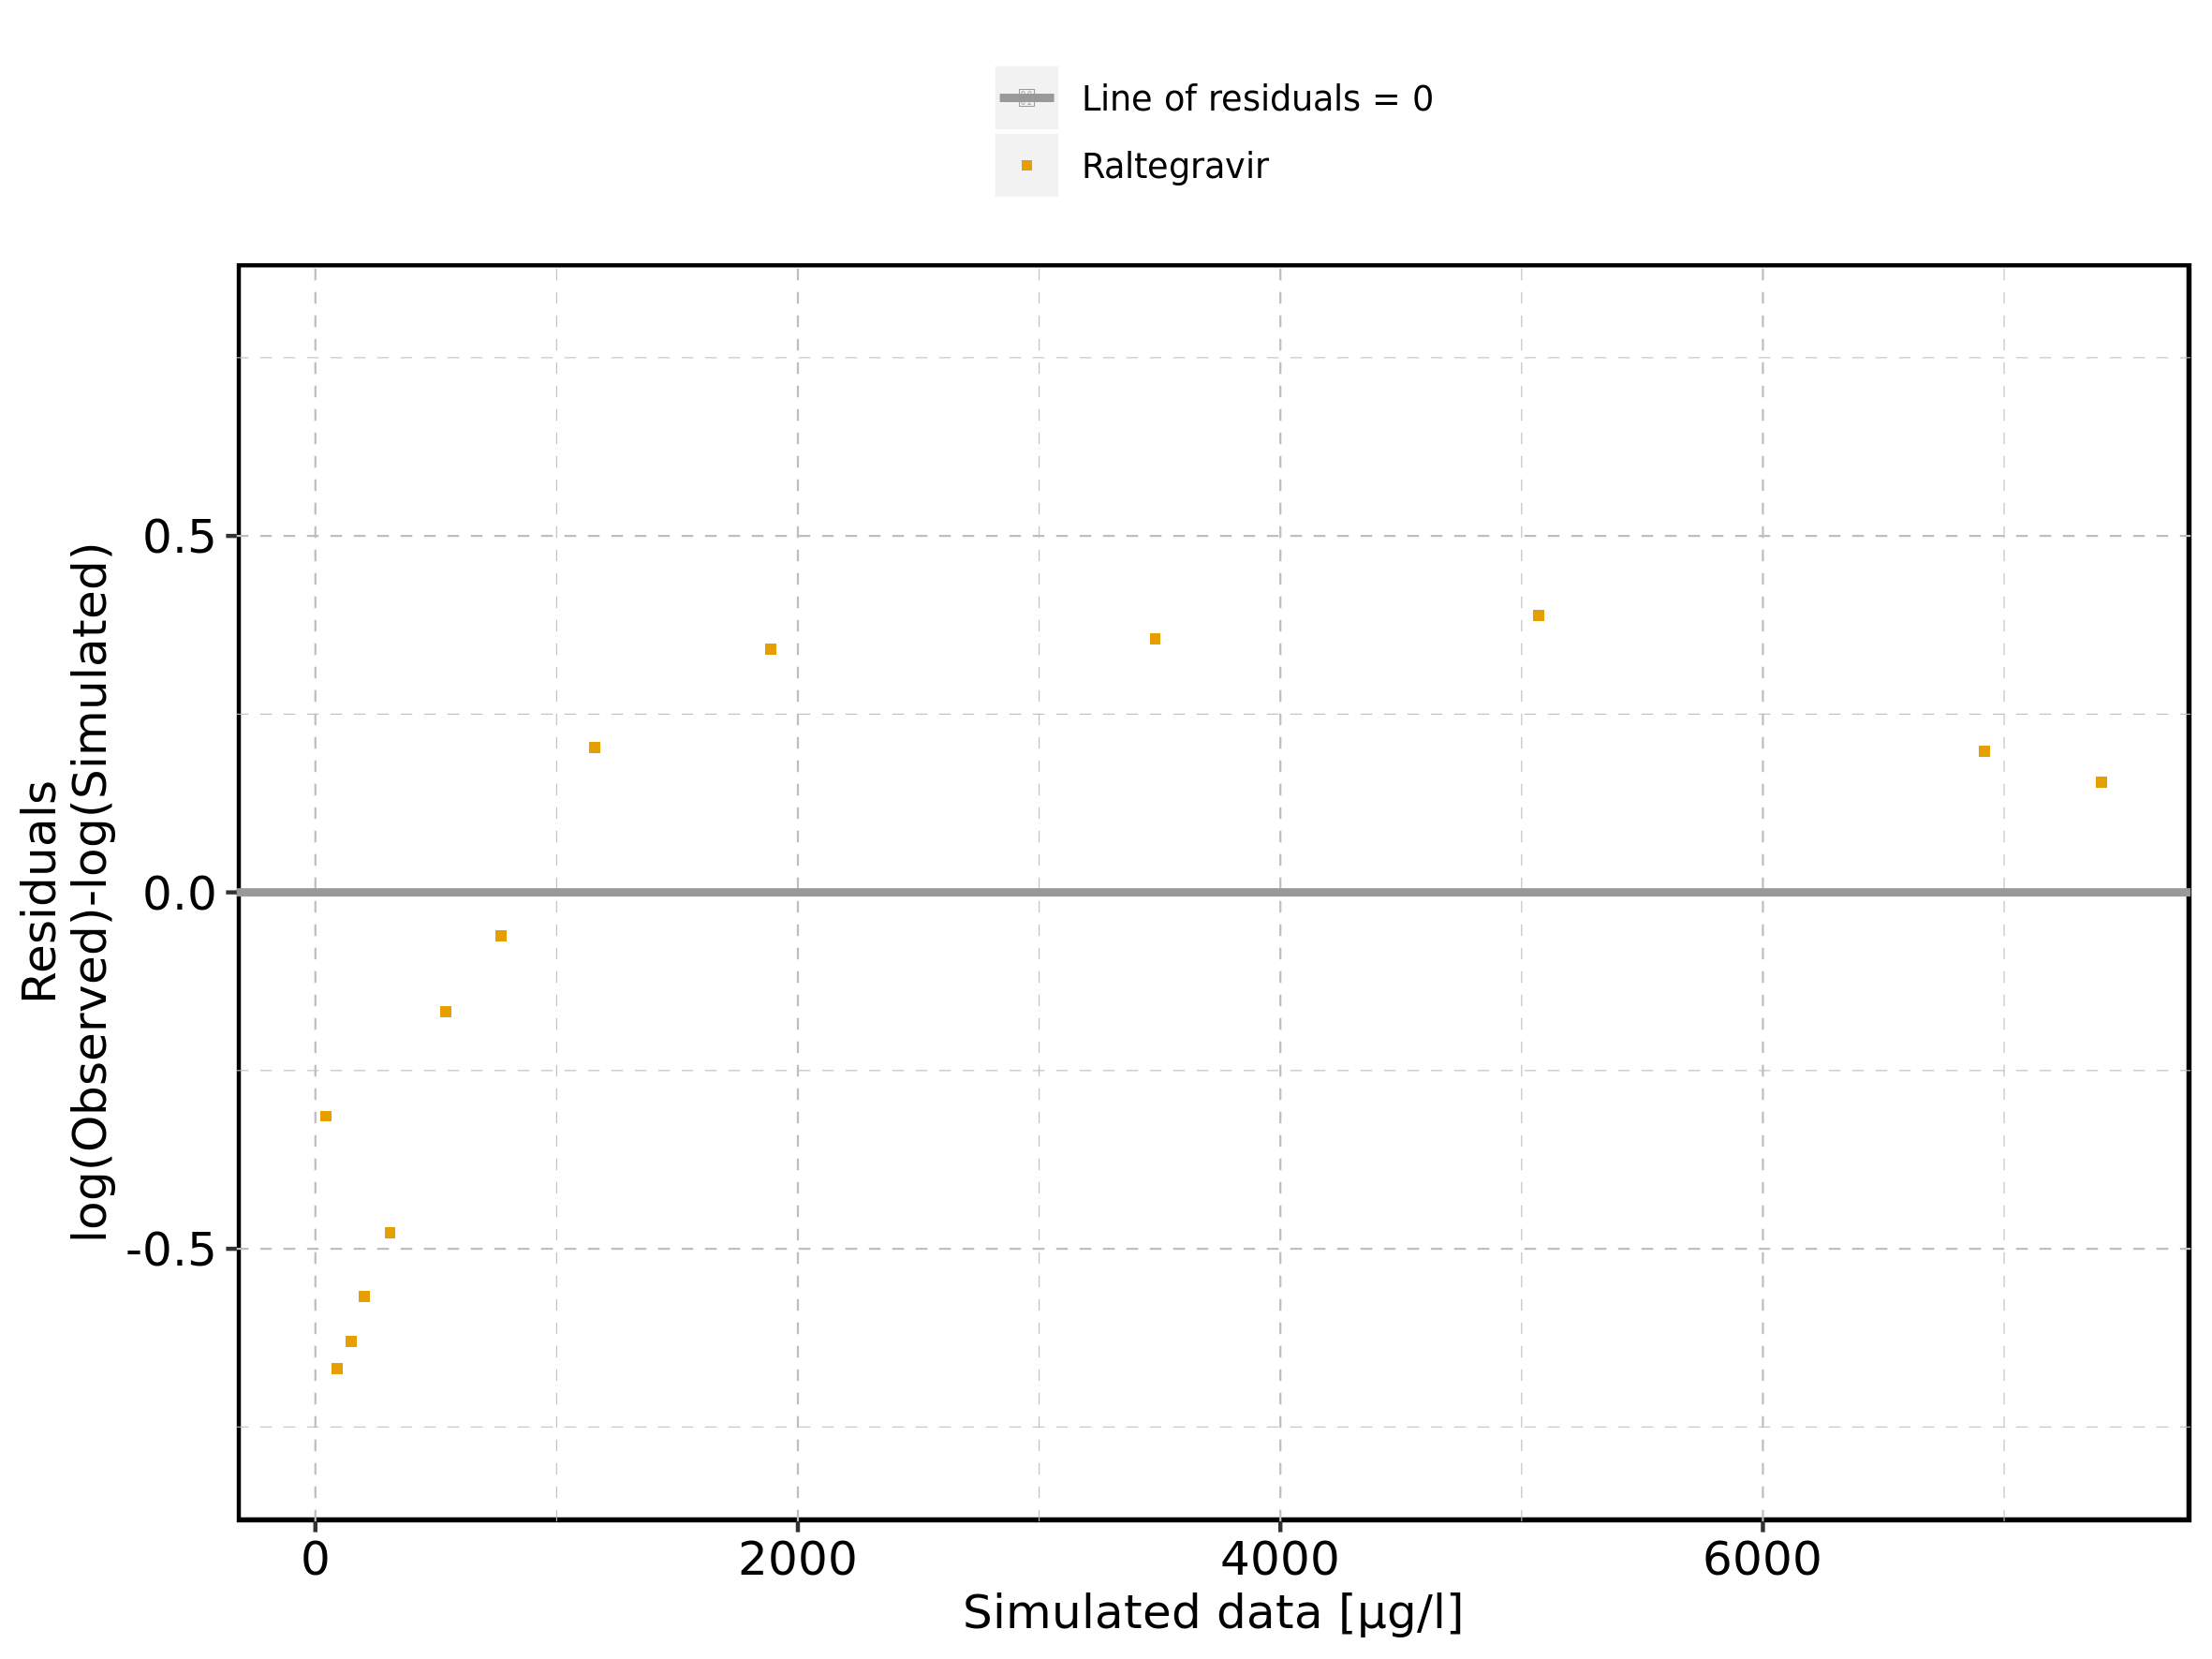 Line of residuals = 0
Raltegravir
Residuals
log(Observed)-log(Simulated)
0.5
0.0
-0.5
0
2000
4000
6000
Simulated data [µg/l]